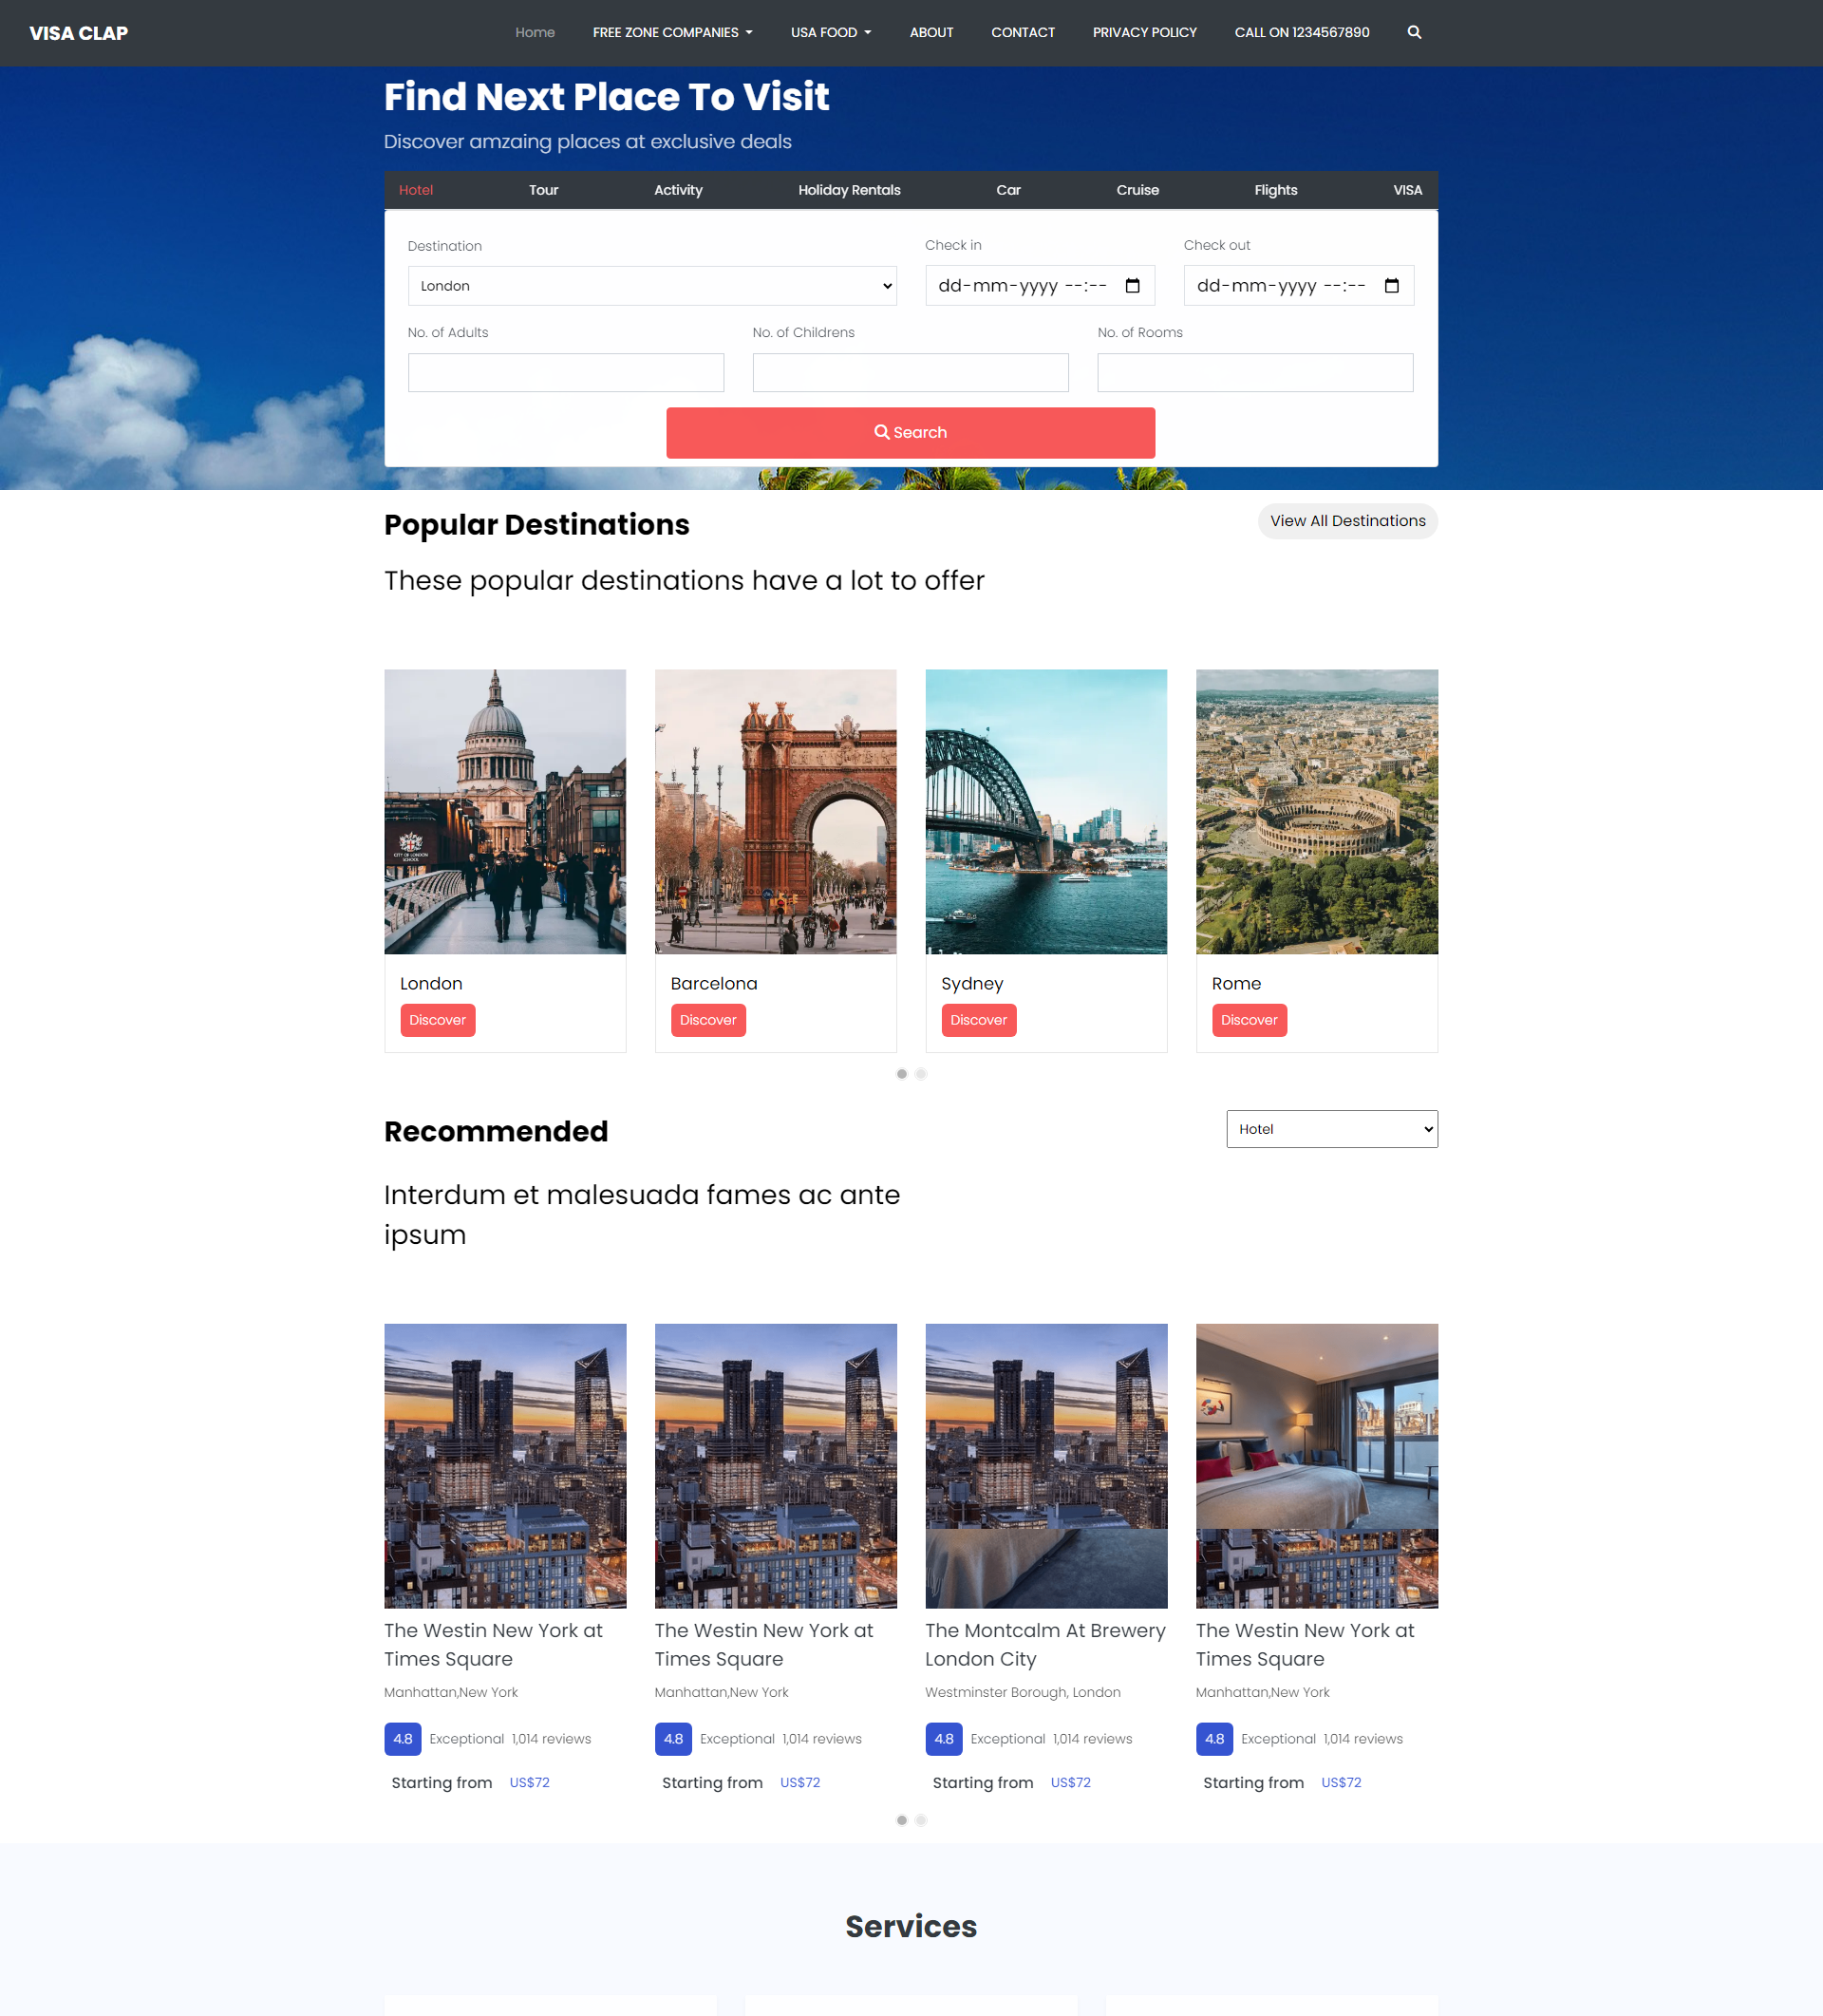 VISA CLAP
Home FREE ZONE COMPANIES USA FOOD ABOUT CONTACT PRIVACY POLICY CALL ON 1234567890
Find Next Place To Visit
Discover amzaing places at exclusive deals
Hotel Tour Activity Holiday Rentals Car Cruise Flights VISA
Destination Check in Check out
London dd-mm-yyyy --:-- dd-mm-yyyy --:--
No. of Adults No. of Childrens No. of Rooms
Search
Popular Destinations
View All Destinations
These popular destinations have a lot to offer
CITY OF LONDON
SCHOOL
London Barcelona Sydney Rome
Discover Discover Discover Discover
Recommended
Hotel
Interdum et malesuada fames ac ante
ipsum
The Westin New York at
Times Square
Manhattan,New York
4.8 Exceptional 1,014 reviews
Starting from US$72
The Westin New York at
Times Square
Manhattan,New York
4.8 Exceptional 1,014 reviews
Starting from US$72
The Montcalm At Brewery
London City
Westminster Borough, London
4.8 Exceptional 1,014 reviews
Starting from US$72
The Westin New York at
Times Square
Manhattan,New York
4.8 Exceptional 1,014 reviews
Starting from US$72
Services